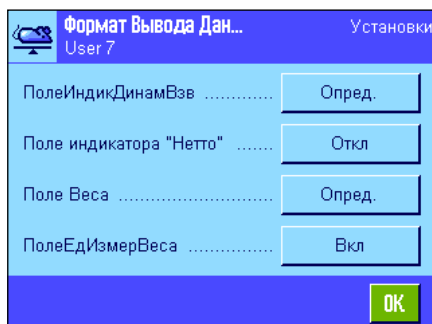 Формат Вывода Дан... Установки
User 7
ПолеИндикДинамВзв ............. Опред.
Поле индикатора "Нетто" ....... Откл
Поле Веса ............................. Опред.
ПолеЕдИзмерВеса ................ Вкл
OK